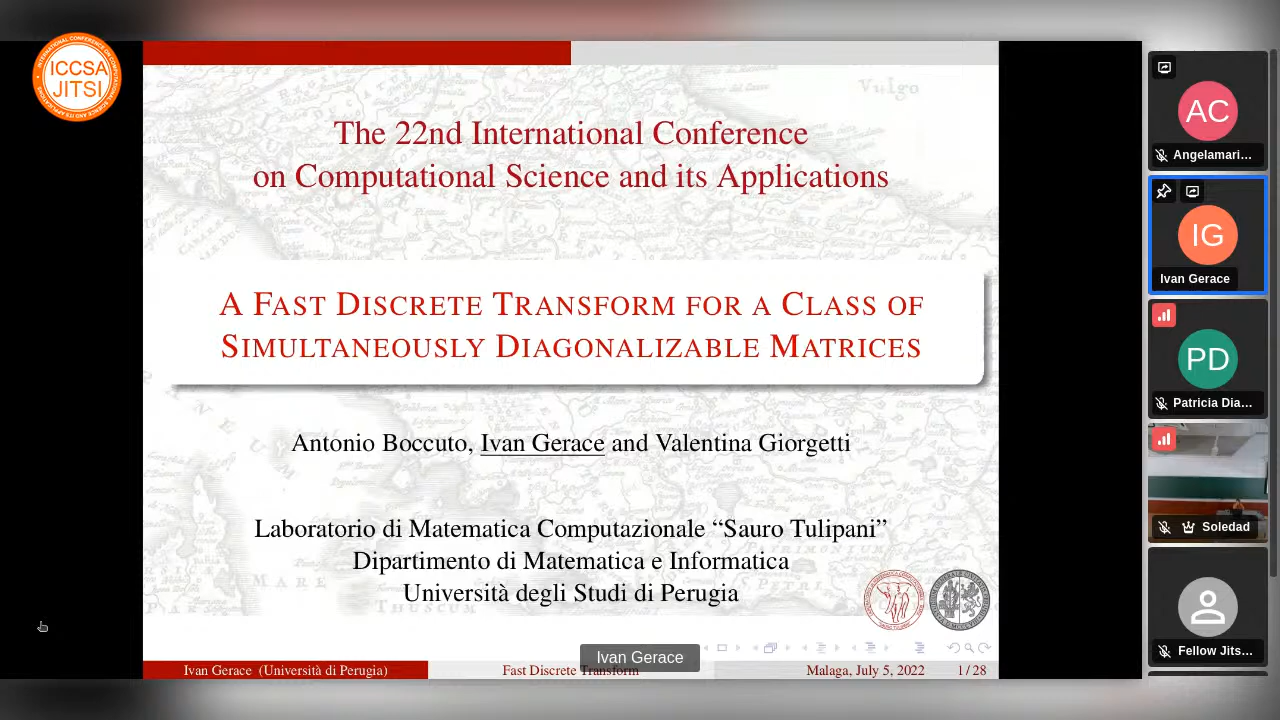 ICCSA
JITSI
The 22nd International Conference
on Computational Science and its Applications
A FAST DISCRETE TRANSFORM FOR A CLASS OF
SIMULTANEOUSLY DIAGONALIZABLE MATRICES
Antonio Boccuto, Ivan Gerace and Valentina Giorgetti
Laboratorio di Matematica Computazionale “Sauro Tulipani”
Dipartimento di Matematica e Informatica
Università degli Studi di Perugia
Ivan Gerace (Università di Perugia)
Fast Discrete Transform
Malaga, July 5, 2022
1 / 28
Ivan Gerace
AC
Angelamari...
IG
Ivan Gerace
PD
Patricia Dia...
Soledad
Fellow Jits...